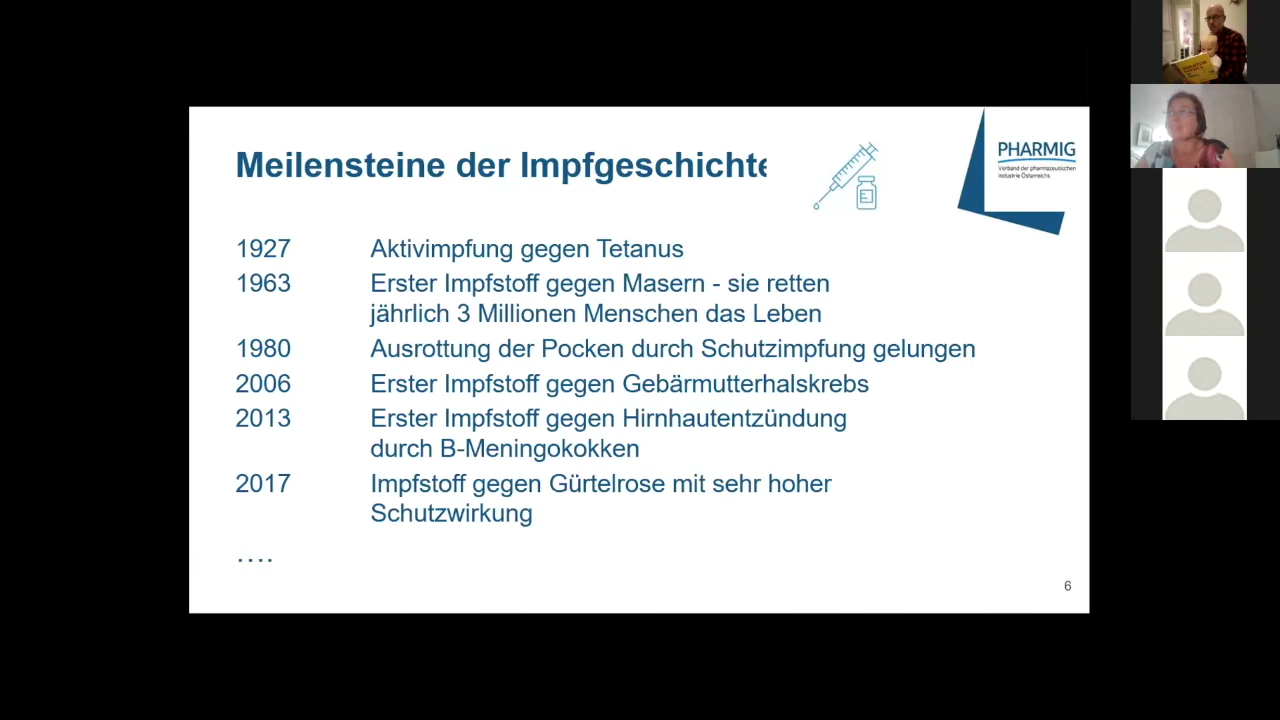 Meilensteine der Impfgeschichte
PHARMIG
Verband der pharmazeutischen
Industrie Österreichs
1927 Aktivimpfung gegen Tetanus
1963 Erster Impfstoff gegen Masern - sie retten
jährlich 3 Millionen Menschen das Leben
1980 Ausrottung der Pocken durch Schutzimpfung gelungen
2006 Erster Impfstoff gegen Gebärmutterhalskrebs
2013 Erster Impfstoff gegen Hirnhautentzündung
durch B-Meningokokken
2017 Impfstoff gegen Gürtelrose mit sehr hoher
Schutzwirkung
....
6